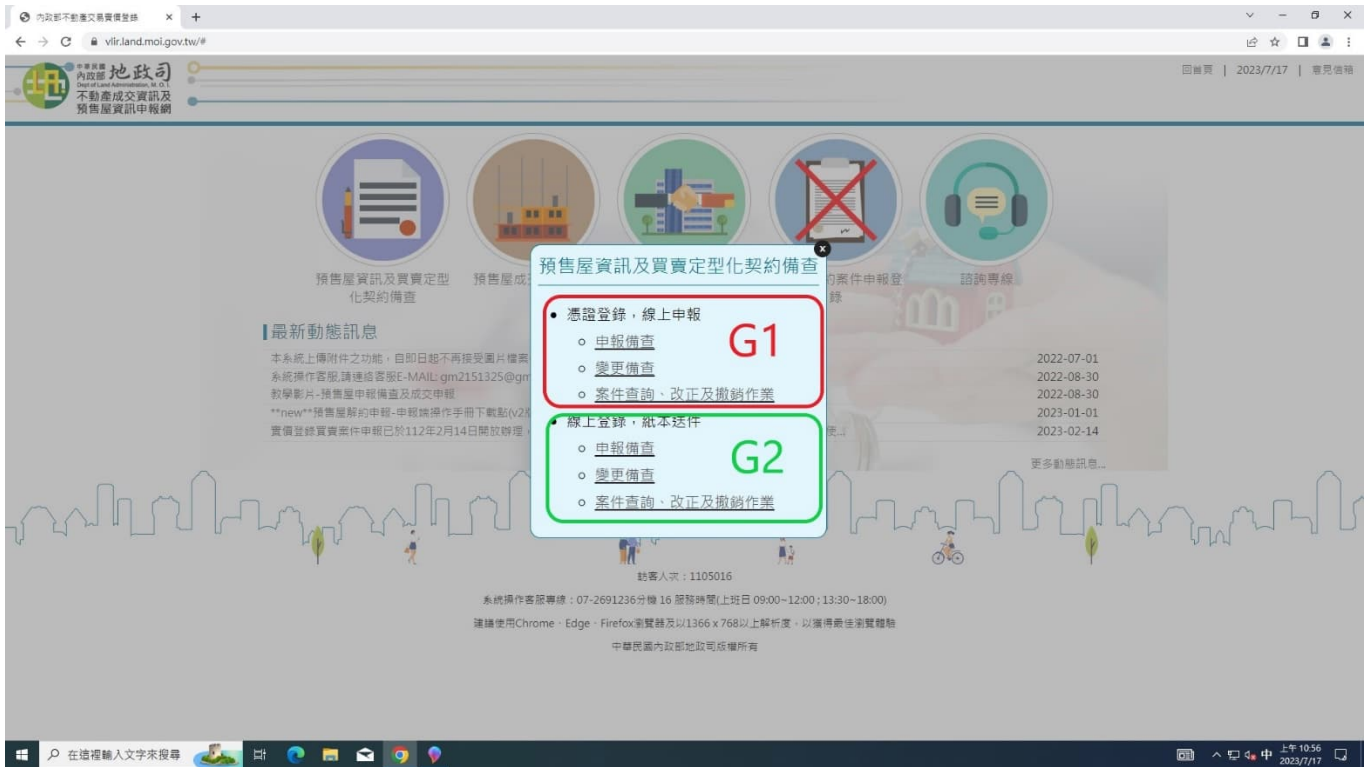 內政部不動產交易實價登錄
vlir.land.moi.gov.tw/#
中華民國
內政部 地政司
Dept of Land Administration, M. O. I.
不動產成交資訊及
預售屋資訊申報網
回首頁 | 2023/7/17 | 意見信箱
預售屋資訊及買賣定型
化契約備查
預售屋成
約案件申報登
錄
諮詢專線
預售屋資訊及買賣定型化契約備查
x
• 憑證登錄，線上申報
G1
申報備查
變更備查
案件查詢、改正及撤銷作業
• 線上登錄，紙本送件
G2
申報備查
變更備查
案件查詢、改正及撤銷作業
最新動態訊息
本系統上傳附件之功能，自即日起不再接受圖片檔案 2022-07-01
系統操作客服,請連絡客服E-MAIL: gm2151325@gm 2022-08-30
教學影片-預售屋申報備查及成交申報 2022-08-30
**new**預售屋解約申報-申報端操作手冊下載點(v2 2023-01-01
實價登錄買賣案件申報已於112年2月14日開放辦理， 使... 2023-02-14
更多動態訊息...
訪客人次：1105016
系統操作客服專線：07-2691236分機 16 服務時間(上班日 09:00~12:00 ; 13:30~18:00)
建議使用Chrome、Edge、Firefox瀏覽器及以1366 x 768以上解析度，以獲得最佳瀏覽體驗
中華民國內政部地政司版權所有
在這裡輸入文字來搜尋
中
上午 10:56
2023/7/17